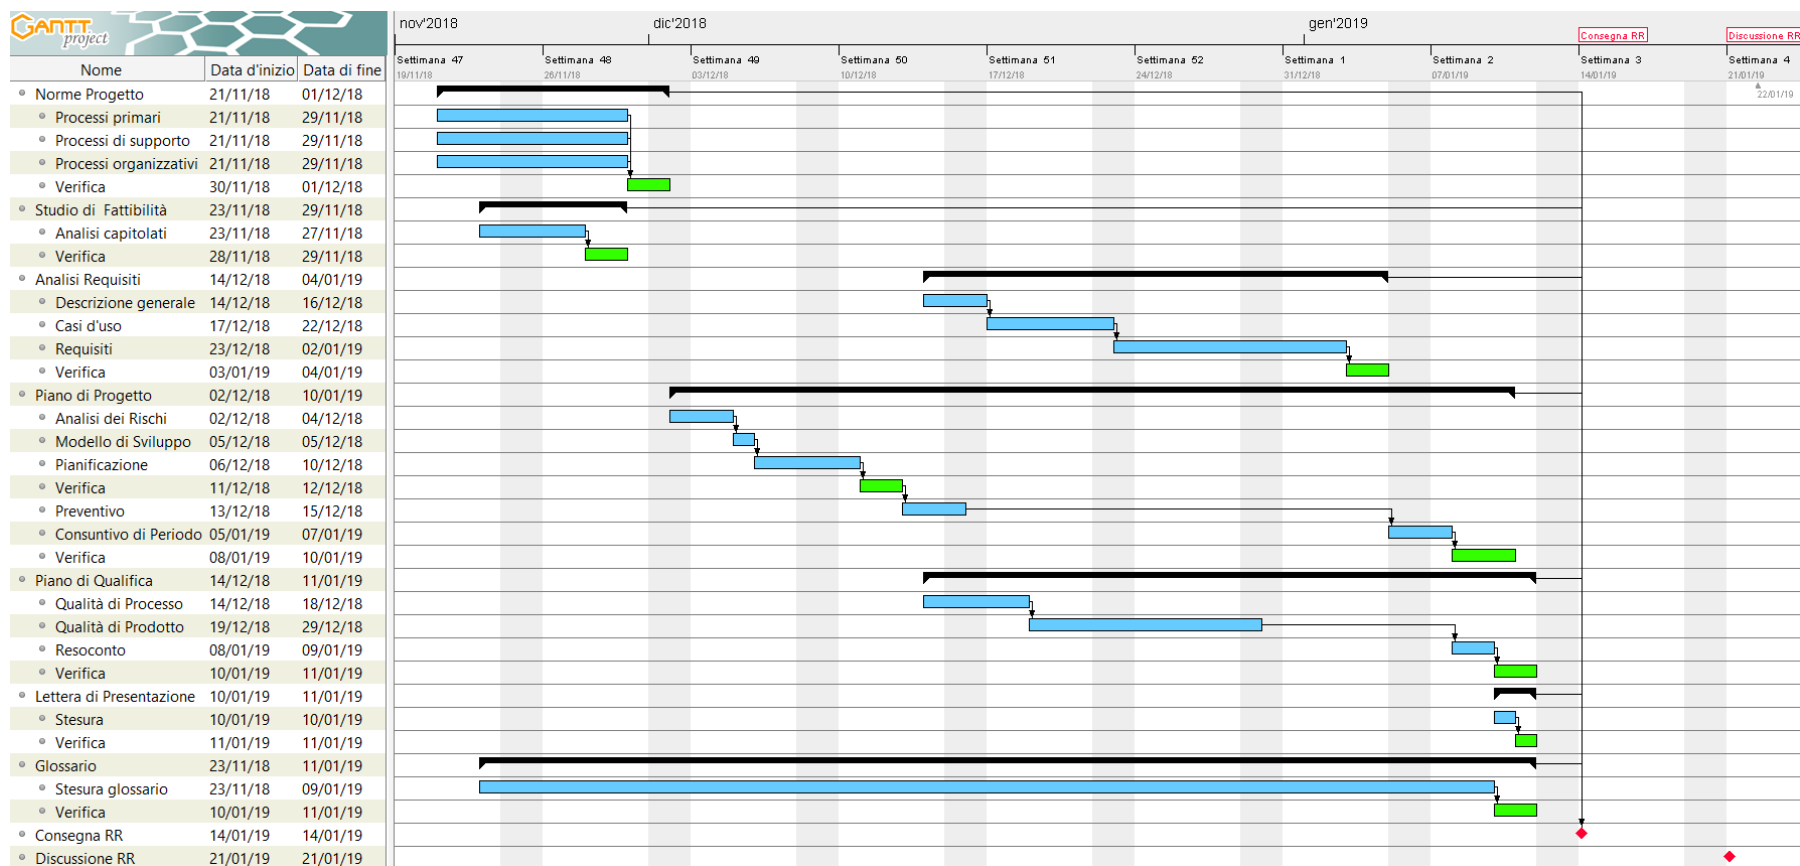 GANTT
project
nov'2018 dic'2018 gen'2019
Consegna RR Discussione RR
Settimana 47 Settimana 48 Settimana 49 Settimana 50 Settimana 51 Settimana 52 Settimana 1 Settimana 2 Settimana 3 Settimana 4
19/11/18 26/11/18 03/12/18 10/12/18 17/12/18 24/12/18 31/12/18 07/01/19 14/01/19 21/01/19
22/01/19
Nome Data d'inizio Data di fine
Norme Progetto 21/11/18 01/12/18
Processi primari 21/11/18 29/11/18
Processi di supporto 21/11/18 29/11/18
Processi organizzativi 21/11/18 29/11/18
Verifica 30/11/18 01/12/18
Studio di Fattibilità 23/11/18 29/11/18
Analisi capitolati 23/11/18 27/11/18
Verifica 28/11/18 29/11/18
Analisi Requisiti 14/12/18 04/01/19
Descrizione generale 14/12/18 16/12/18
Casi d'uso 17/12/18 22/12/18
Requisiti 23/12/18 02/01/19
Verifica 03/01/19 04/01/19
Piano di Progetto 02/12/18 10/01/19
Analisi dei Rischi 02/12/18 04/12/18
Modello di Sviluppo 05/12/18 05/12/18
Pianificazione 06/12/18 10/12/18
Verifica 11/12/18 12/12/18
Preventivo 13/12/18 15/12/18
Consuntivo di Periodo 05/01/19 07/01/19
Verifica 08/01/19 10/01/19
Piano di Qualifica 14/12/18 11/01/19
Qualità di Processo 14/12/18 18/12/18
Qualità di Prodotto 19/12/18 29/12/18
Resoconto 08/01/19 09/01/19
Verifica 10/01/19 11/01/19
Lettera di Presentazione 10/01/19 11/01/19
Stesura 10/01/19 10/01/19
Verifica 11/01/19 11/01/19
Glossario 23/11/18 11/01/19
Stesura glossario 23/11/18 09/01/19
Verifica 10/01/19 11/01/19
Consegna RR 14/01/19 14/01/19
Discussione RR 21/01/19 21/01/19